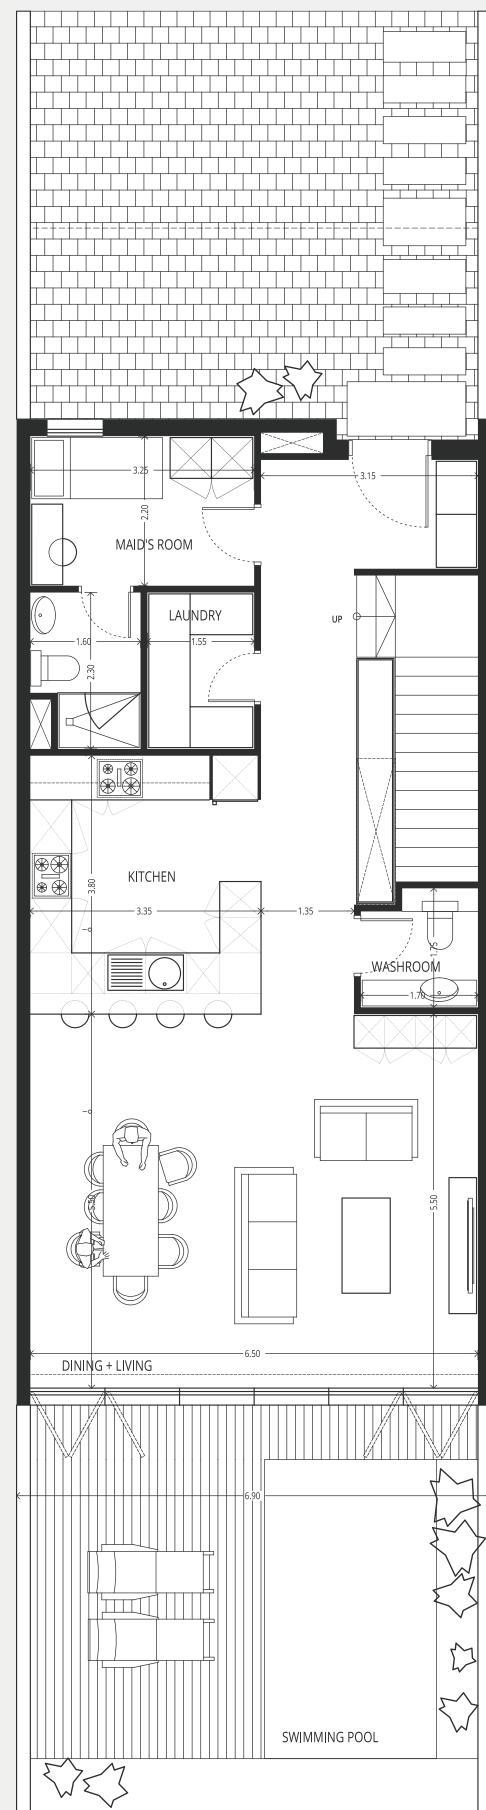 3.25
3.15
2.20
MAID'S ROOM
LAUNDRY
UP
1.60
1.55
2.30
KITCHEN
3.80
3.35
1.35
1.75
WASHROOM
1.70
5.50
5.50
6.50
DINING + LIVING
6.90
SWIMMING POOL